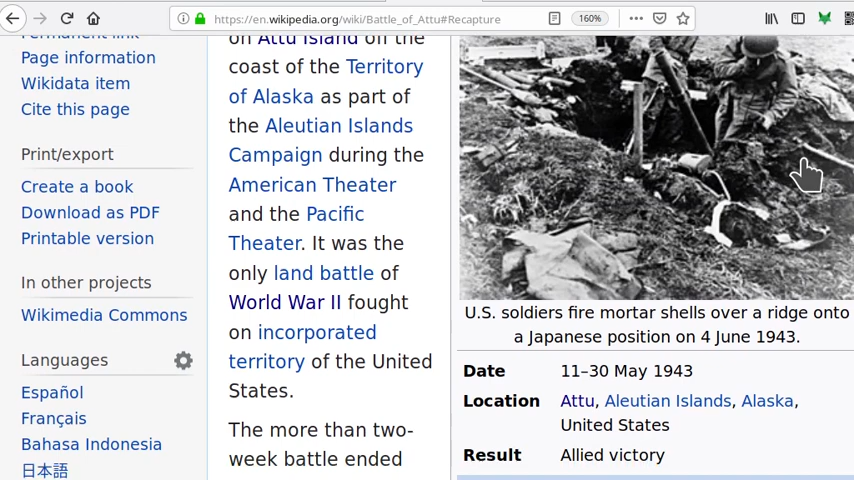 https://en.wikipedia.org/wiki/Battle_of_Attu#Recapture
160%
Permanent link
Page information
Wikidata item
Cite this page
Print/export
Create a book
Download as PDF
Printable version
In other projects
Wikimedia Commons
Languages
Español
Français
Bahasa Indonesia
日本語
on Attu Island off the
coast of the Territory
of Alaska as part of
the Aleutian Islands
Campaign during the
American Theater
and the Pacific
Theater. It was the
only land battle of
World War II fought
on incorporated
territory of the United
States.
The more than two-
week battle ended
U.S. soldiers fire mortar shells over a ridge onto
a Japanese position on 4 June 1943.
Date 11–30 May 1943
Location Attu, Aleutian Islands, Alaska,
United States
Result Allied victory